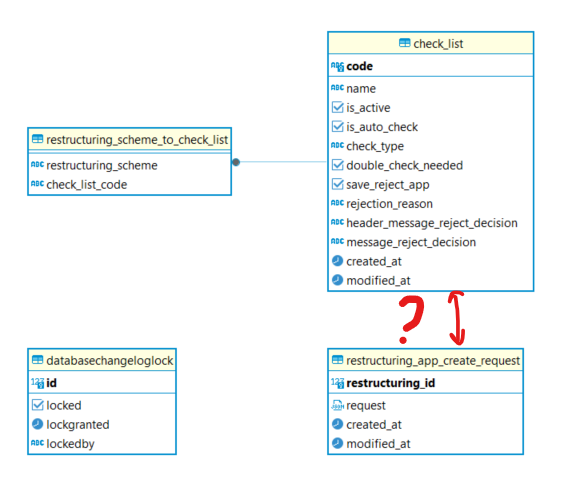 check_list
code
name
is_active
is_auto_check
check_type
double_check_needed
save_reject_app
rejection_reason
header_message_reject_decision
message_reject_decision
created_at
modified_at
restructuring_scheme_to_check_list
restructuring_scheme
check_list_code
?
databasechangeloglock
id
locked
lockgranted
lockedby
restructuring_app_create_request
restructuring_id
request
created_at
modified_at